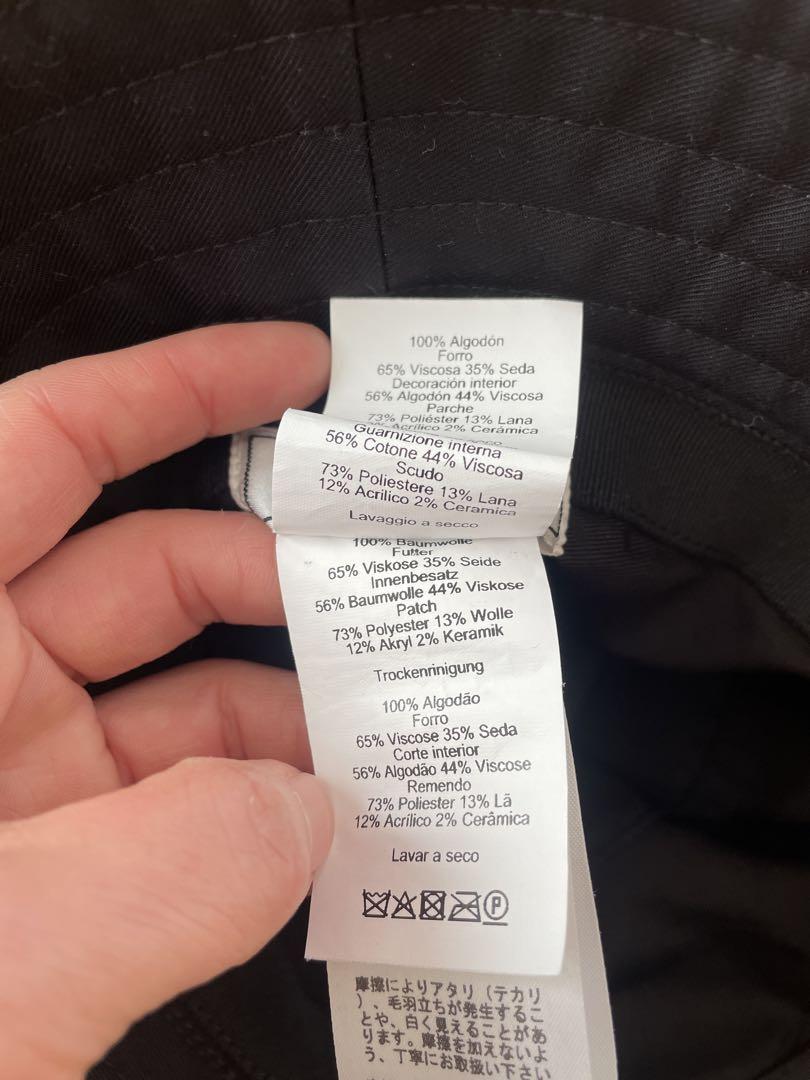 100% Algodón
Forro
65% Viscosa 35% Seda
Decoración interior
56% Algodón 44% Viscosa
Parche
73% Poliéster 13% Lana
Acrílico 2% Cerámica
Guarnizione interna
56% Cotone 44% Viscosa
Scudo
73% Poliestere 13% Lana
12% Acrilico 2% Ceramica
Lavaggio a secco
100% Baumwolle
Futter
65% Viskose 35% Seide
Innenbesatz
56% Baumwolle 44% Viskose
Patch
73% Polyester 13% Wolle
12% Akryl 2% Keramik
Trockenrinigung
100% Algodão
Forro
65% Viscose 35% Seda
Corte interior
56% Algodão 44% Viscose
Remendo
73% Poliester 13% Lã
12% Acrílico 2% Cerâmica
Lavar a seco
P
摩擦によりアタリ（テカリ
）、毛羽立ちが発生するこ
とや、白く見えることがあ
ります。摩擦を加えないよ
う、丁寧にお取扱い下さい